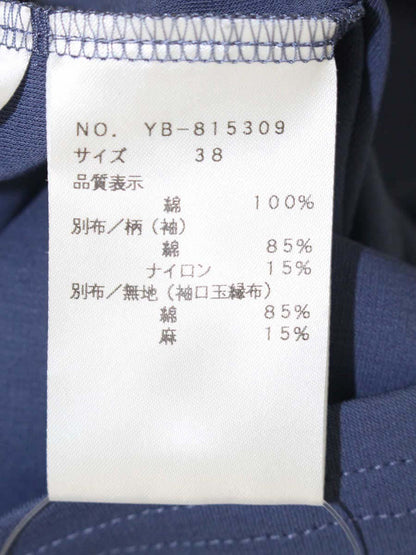 NO. YB-815309
サイズ 38
品質表示
綿 100%
別布/柄(袖)
綿 85%
ナイロン 15%
別布/無地(袖口玉縁布)
綿 85%
麻 15%